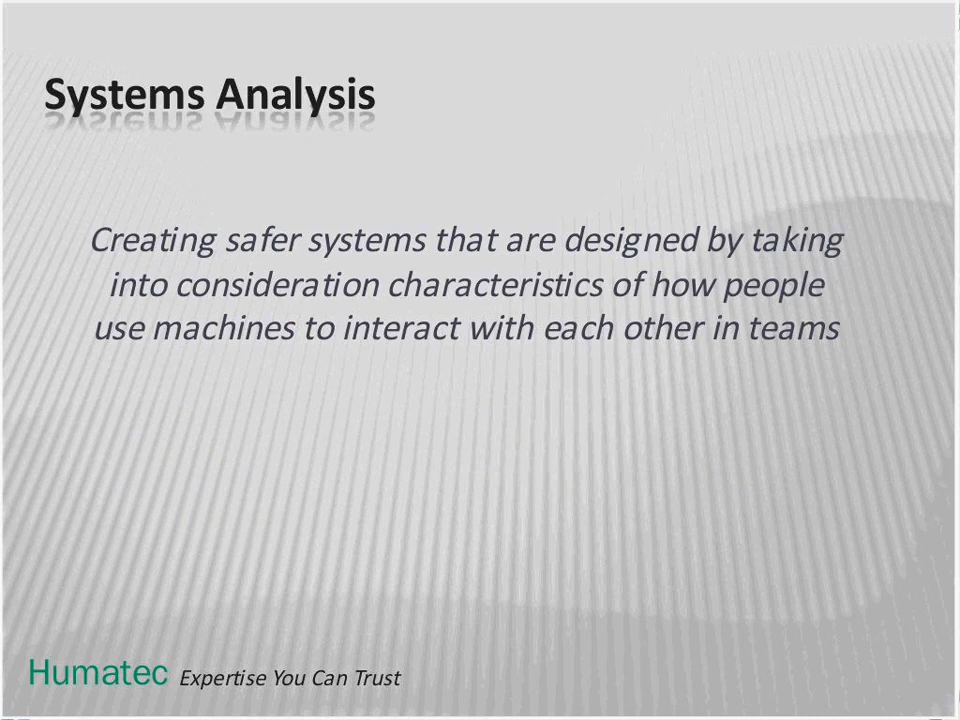 Systems Analysis
Creating safer systems that are designed by taking
into consideration characteristics of how people
use machines to interact with each other in teams
Humatec Expertise You Can Trust